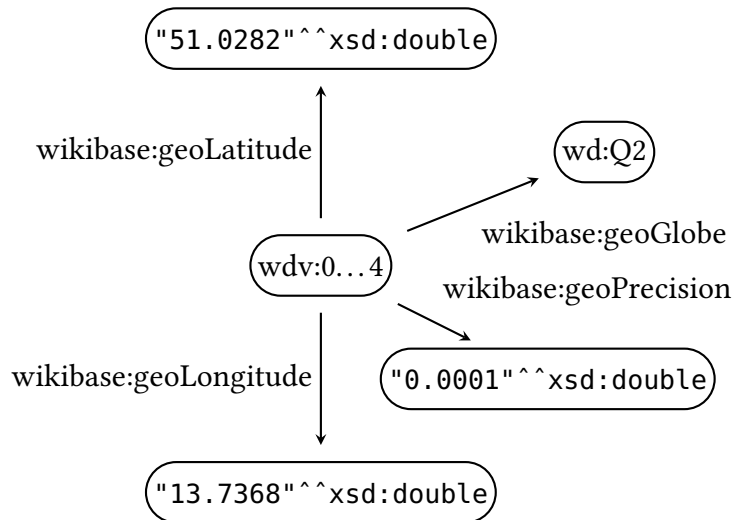 "51.0282"^^xsd:double
wikibase:geoLatitude
wd:Q2
wikibase:geoGlobe
wdv:0…4
wikibase:geoPrecision
wikibase:geoLongitude
"0.0001"^^xsd:double
"13.7368"^^xsd:double